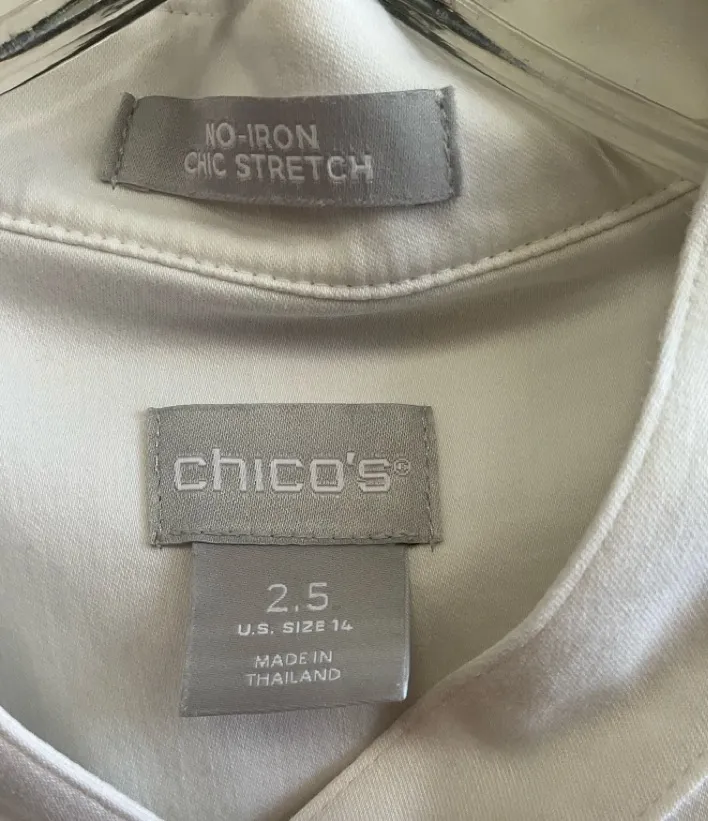 NO-IRON
CHIC STRETCH
chico's©
2.5
U.S. SIZE 14
MADE IN
THAILAND